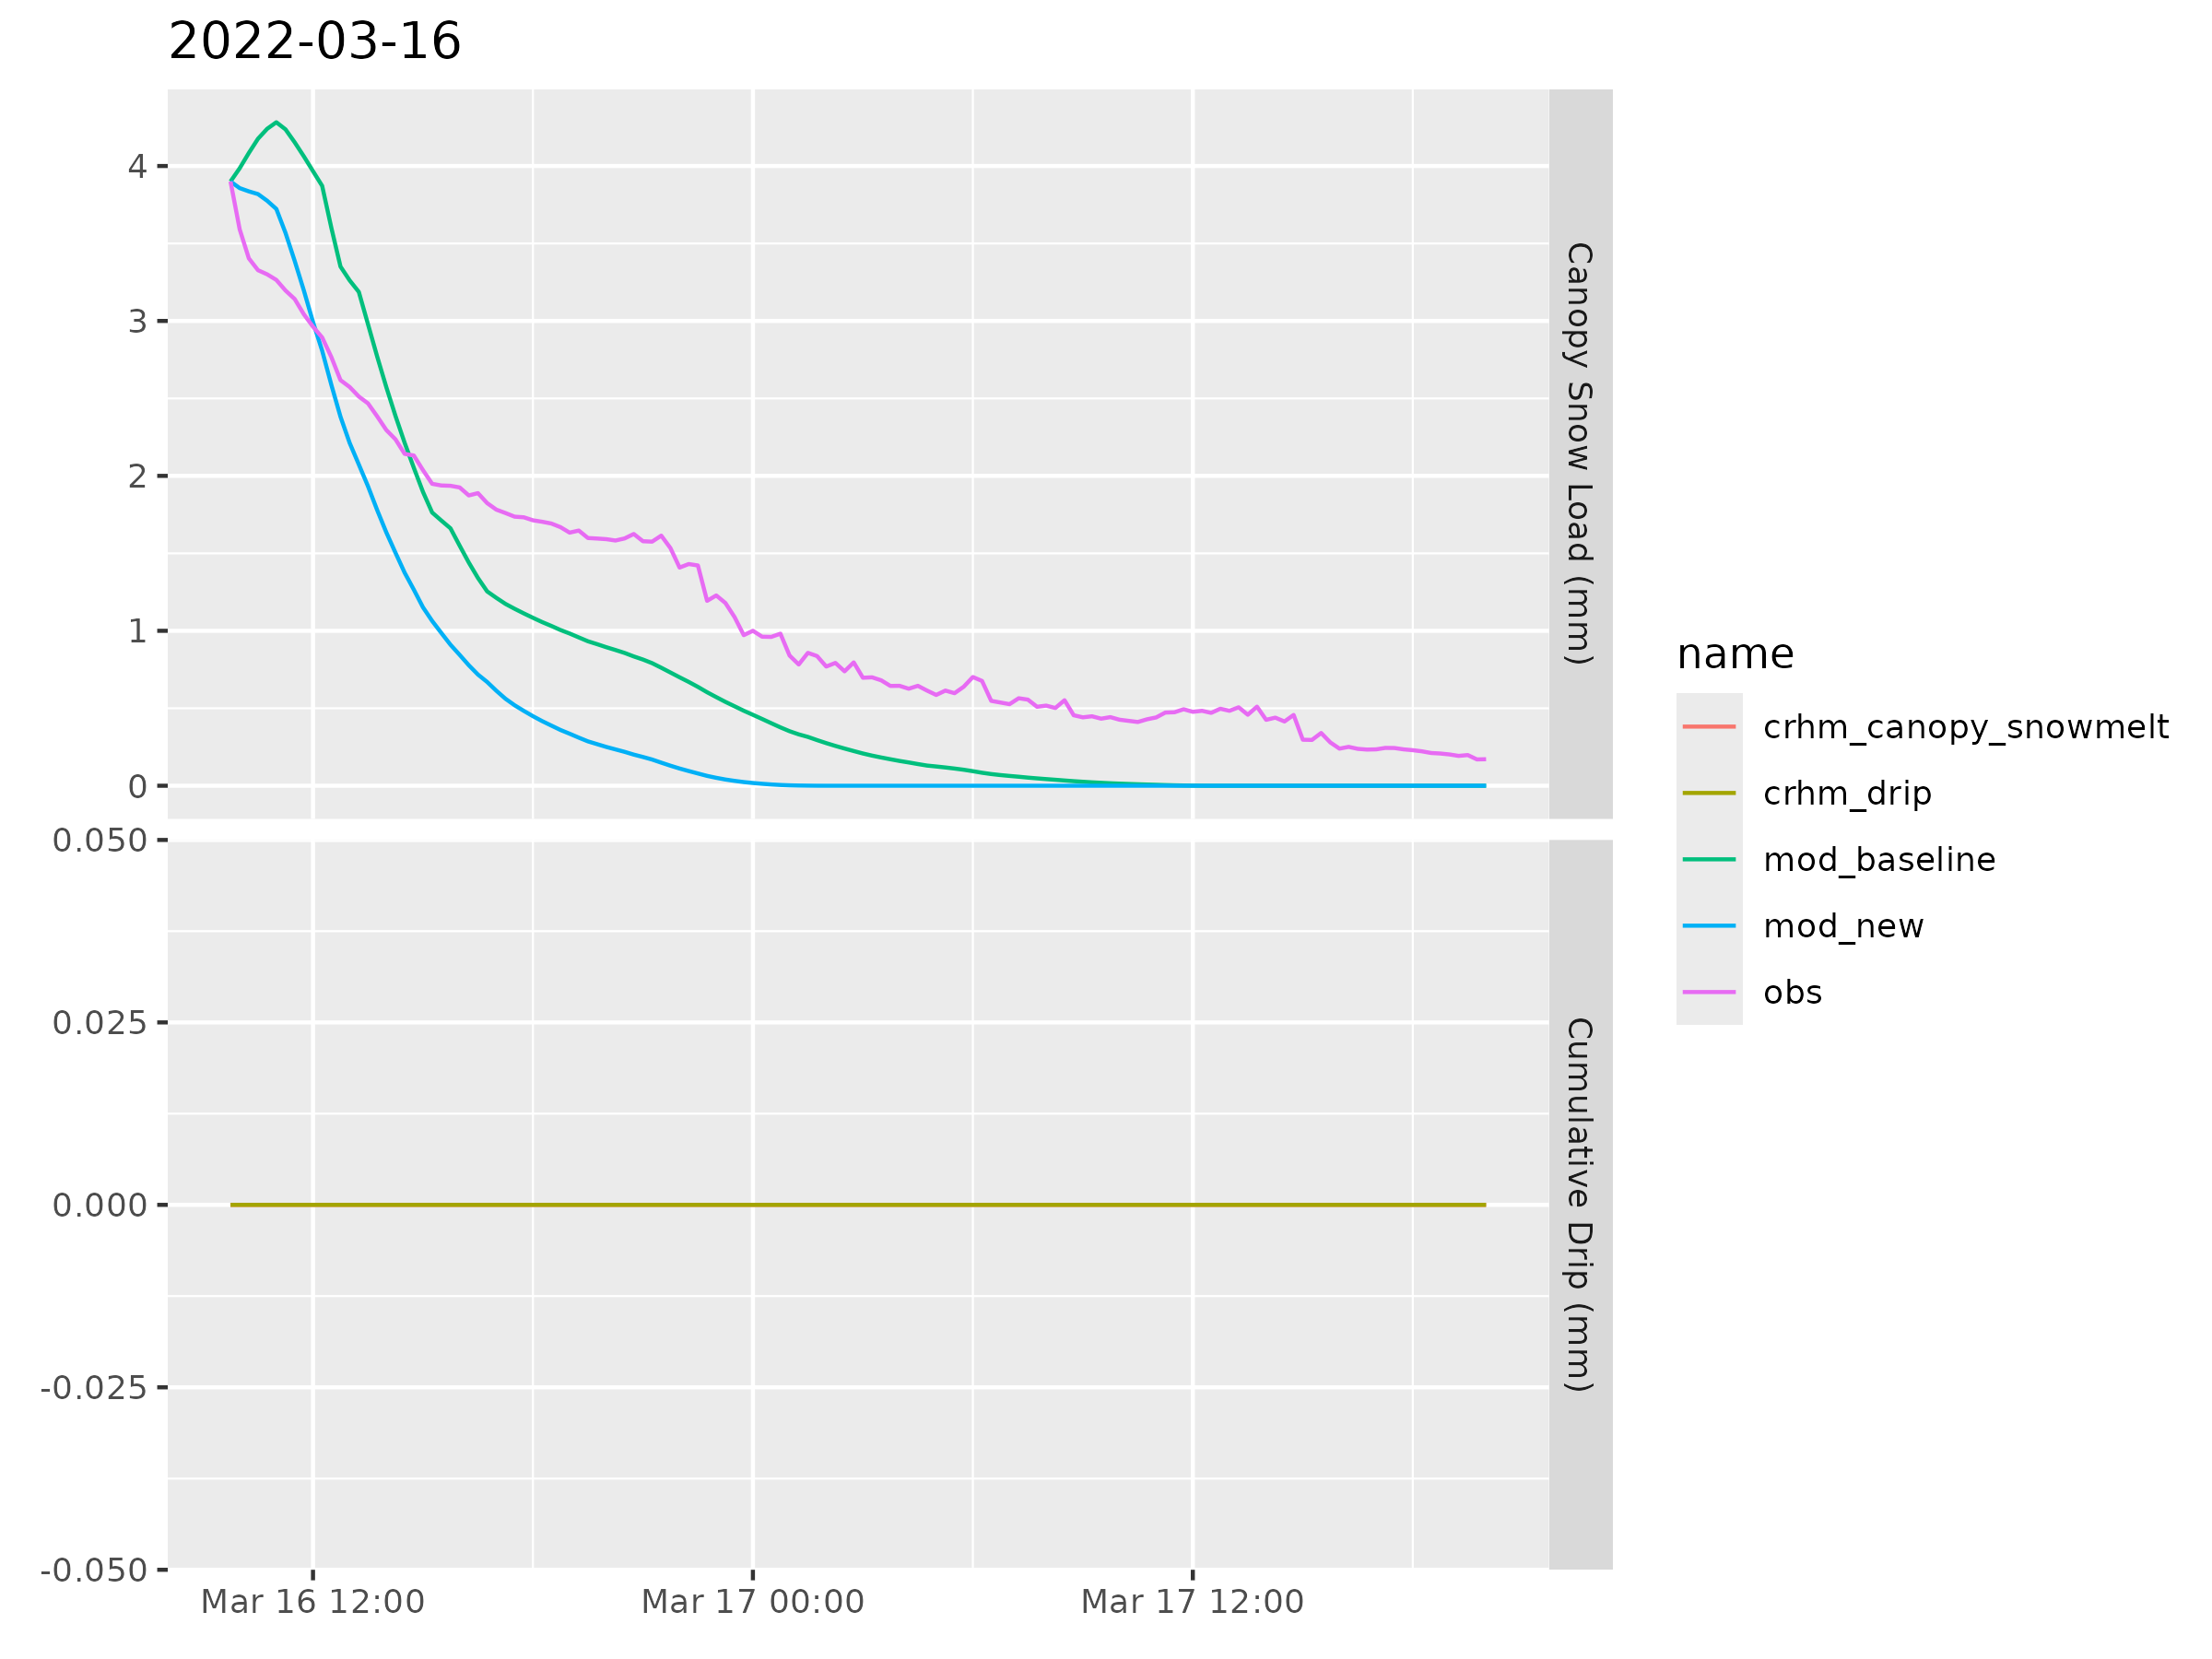 2022-03-16
4
3
2
1
0
Canopy Snow Load (mm)
0.050
0.025
0.000
-0.025
-0.050
Cumulative Drip (mm)
Mar 16 12:00
Mar 17 00:00
Mar 17 12:00
name
crhm_canopy_snowmelt
crhm_drip
mod_baseline
mod_new
obs